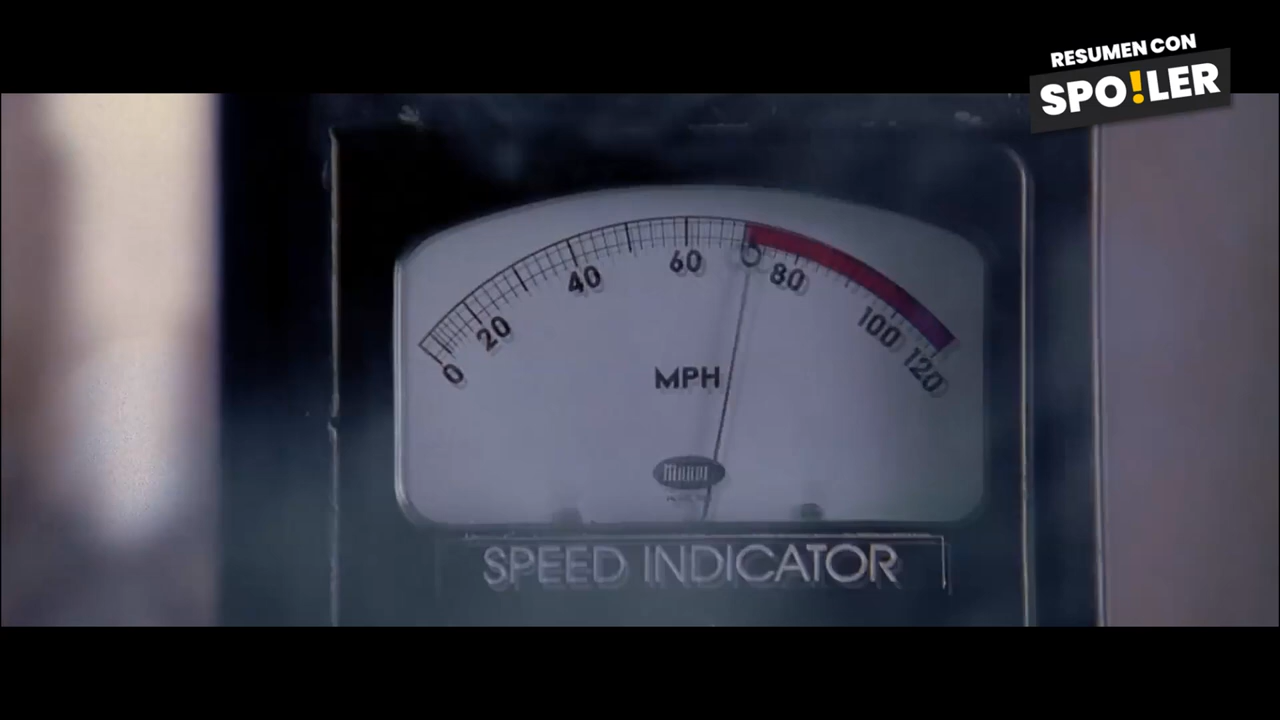 RESUMEN CON
SPO!LER
0 20 40 60 80 100 120
MPH
SPEED INDICATOR